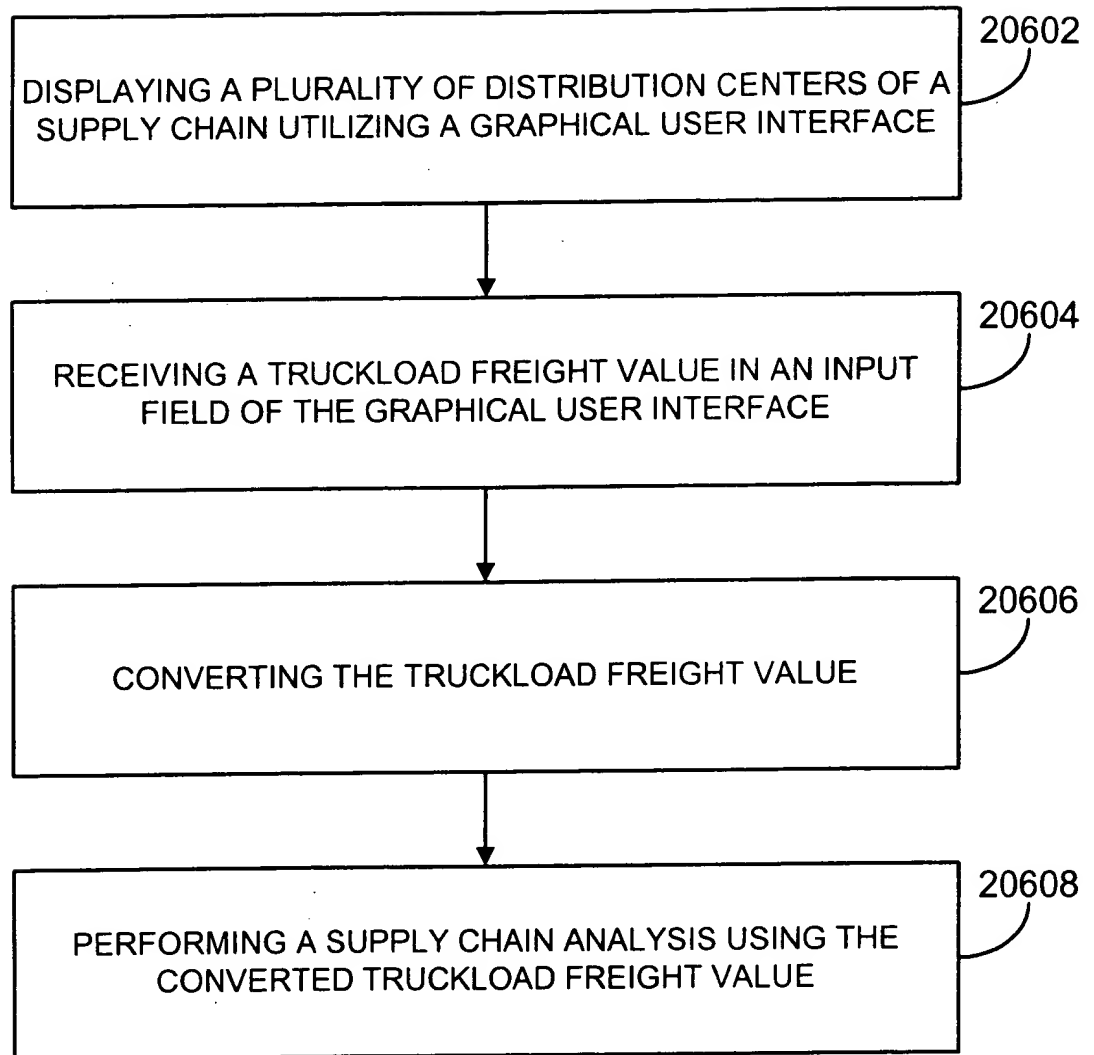 20602
DISPLAYING A PLURALITY OF DISTRIBUTION CENTERS OF A
SUPPLY CHAIN UTILIZING A GRAPHICAL USER INTERFACE
20604
RECEIVING A TRUCKLOAD FREIGHT VALUE IN AN INPUT
FIELD OF THE GRAPHICAL USER INTERFACE
20606
CONVERTING THE TRUCKLOAD FREIGHT VALUE
20608
PERFORMING A SUPPLY CHAIN ANALYSIS USING THE
CONVERTED TRUCKLOAD FREIGHT VALUE